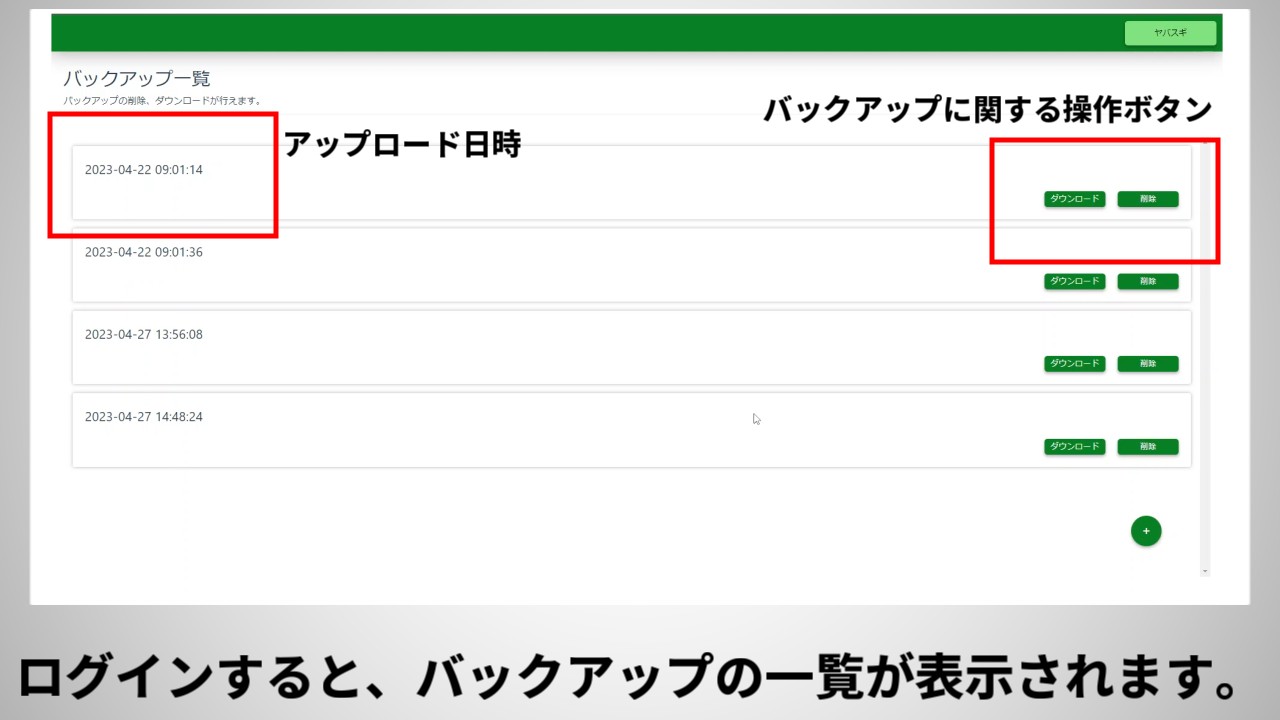 ヤバスギ
バックアップ一覧
バックアップの削除、ダウンロードが行えます。
バックアップに関する操作ボタン
アップロード日時
2023-04-22 09:01:14
ダウンロード 削除
2023-04-22 09:01:36
ダウンロード 削除
2023-04-27 13:56:08
ダウンロード 削除
2023-04-27 14:48:24
ダウンロード 削除
+
ログインすると、バックアップの一覧が表示されます。